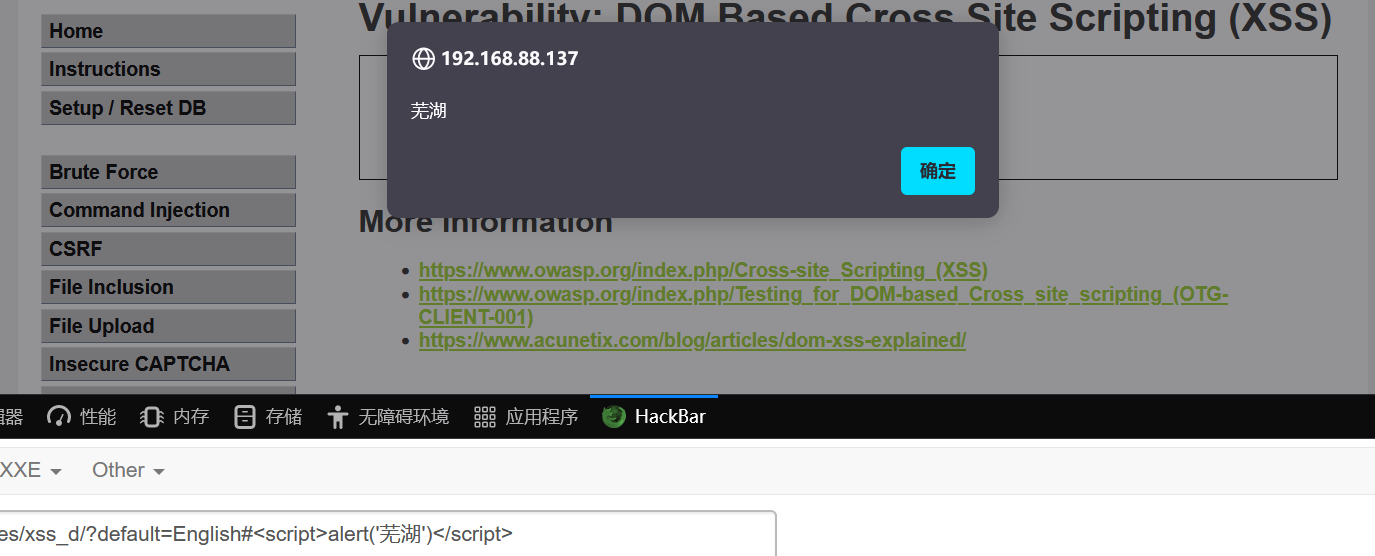 Vulnerability: DOM Based Cross Site Scripting (XSS)
Home
Instructions
Setup / Reset DB
Brute Force
Command Injection
CSRF
File Inclusion
File Upload
Insecure CAPTCHA
192.168.88.137
芜湖
确定
More Information
https://www.owasp.org/index.php/Cross-site_Scripting_(XSS)
https://www.owasp.org/index.php/Testing_for_DOM-based_Cross_site_scripting_(OTG-
CLIENT-001)
https://www.acunetix.com/blog/articles/dom-xss-explained/
器 性能 内存 存储 无障碍环境 应用程序 HackBar
XXE Other
es/xss_d/?default=English#<script>alert('芜湖')</script>